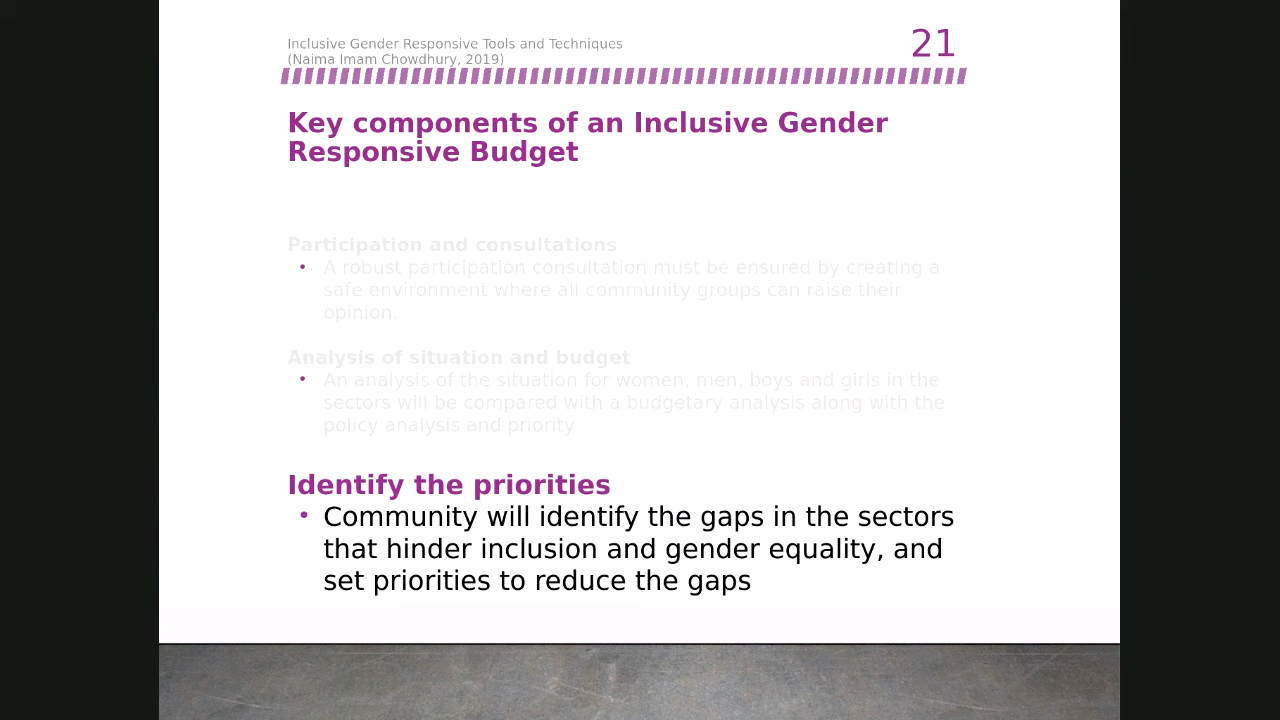 Inclusive Gender Responsive Tools and Techniques
(Naima Imam Chowdhury, 2019)
21
Key components of an Inclusive Gender
Responsive Budget
Participation and consultations
• A robust participation consultation must be ensured by creating a
safe environment where all community groups can raise their
opinion.
Analysis of situation and budget
• An analysis of the situation for women, men, boys and girls in the
sectors will be compared with a budgetary analysis along with the
policy analysis and priority
Identify the priorities
• Community will identify the gaps in the sectors
that hinder inclusion and gender equality, and
set priorities to reduce the gaps